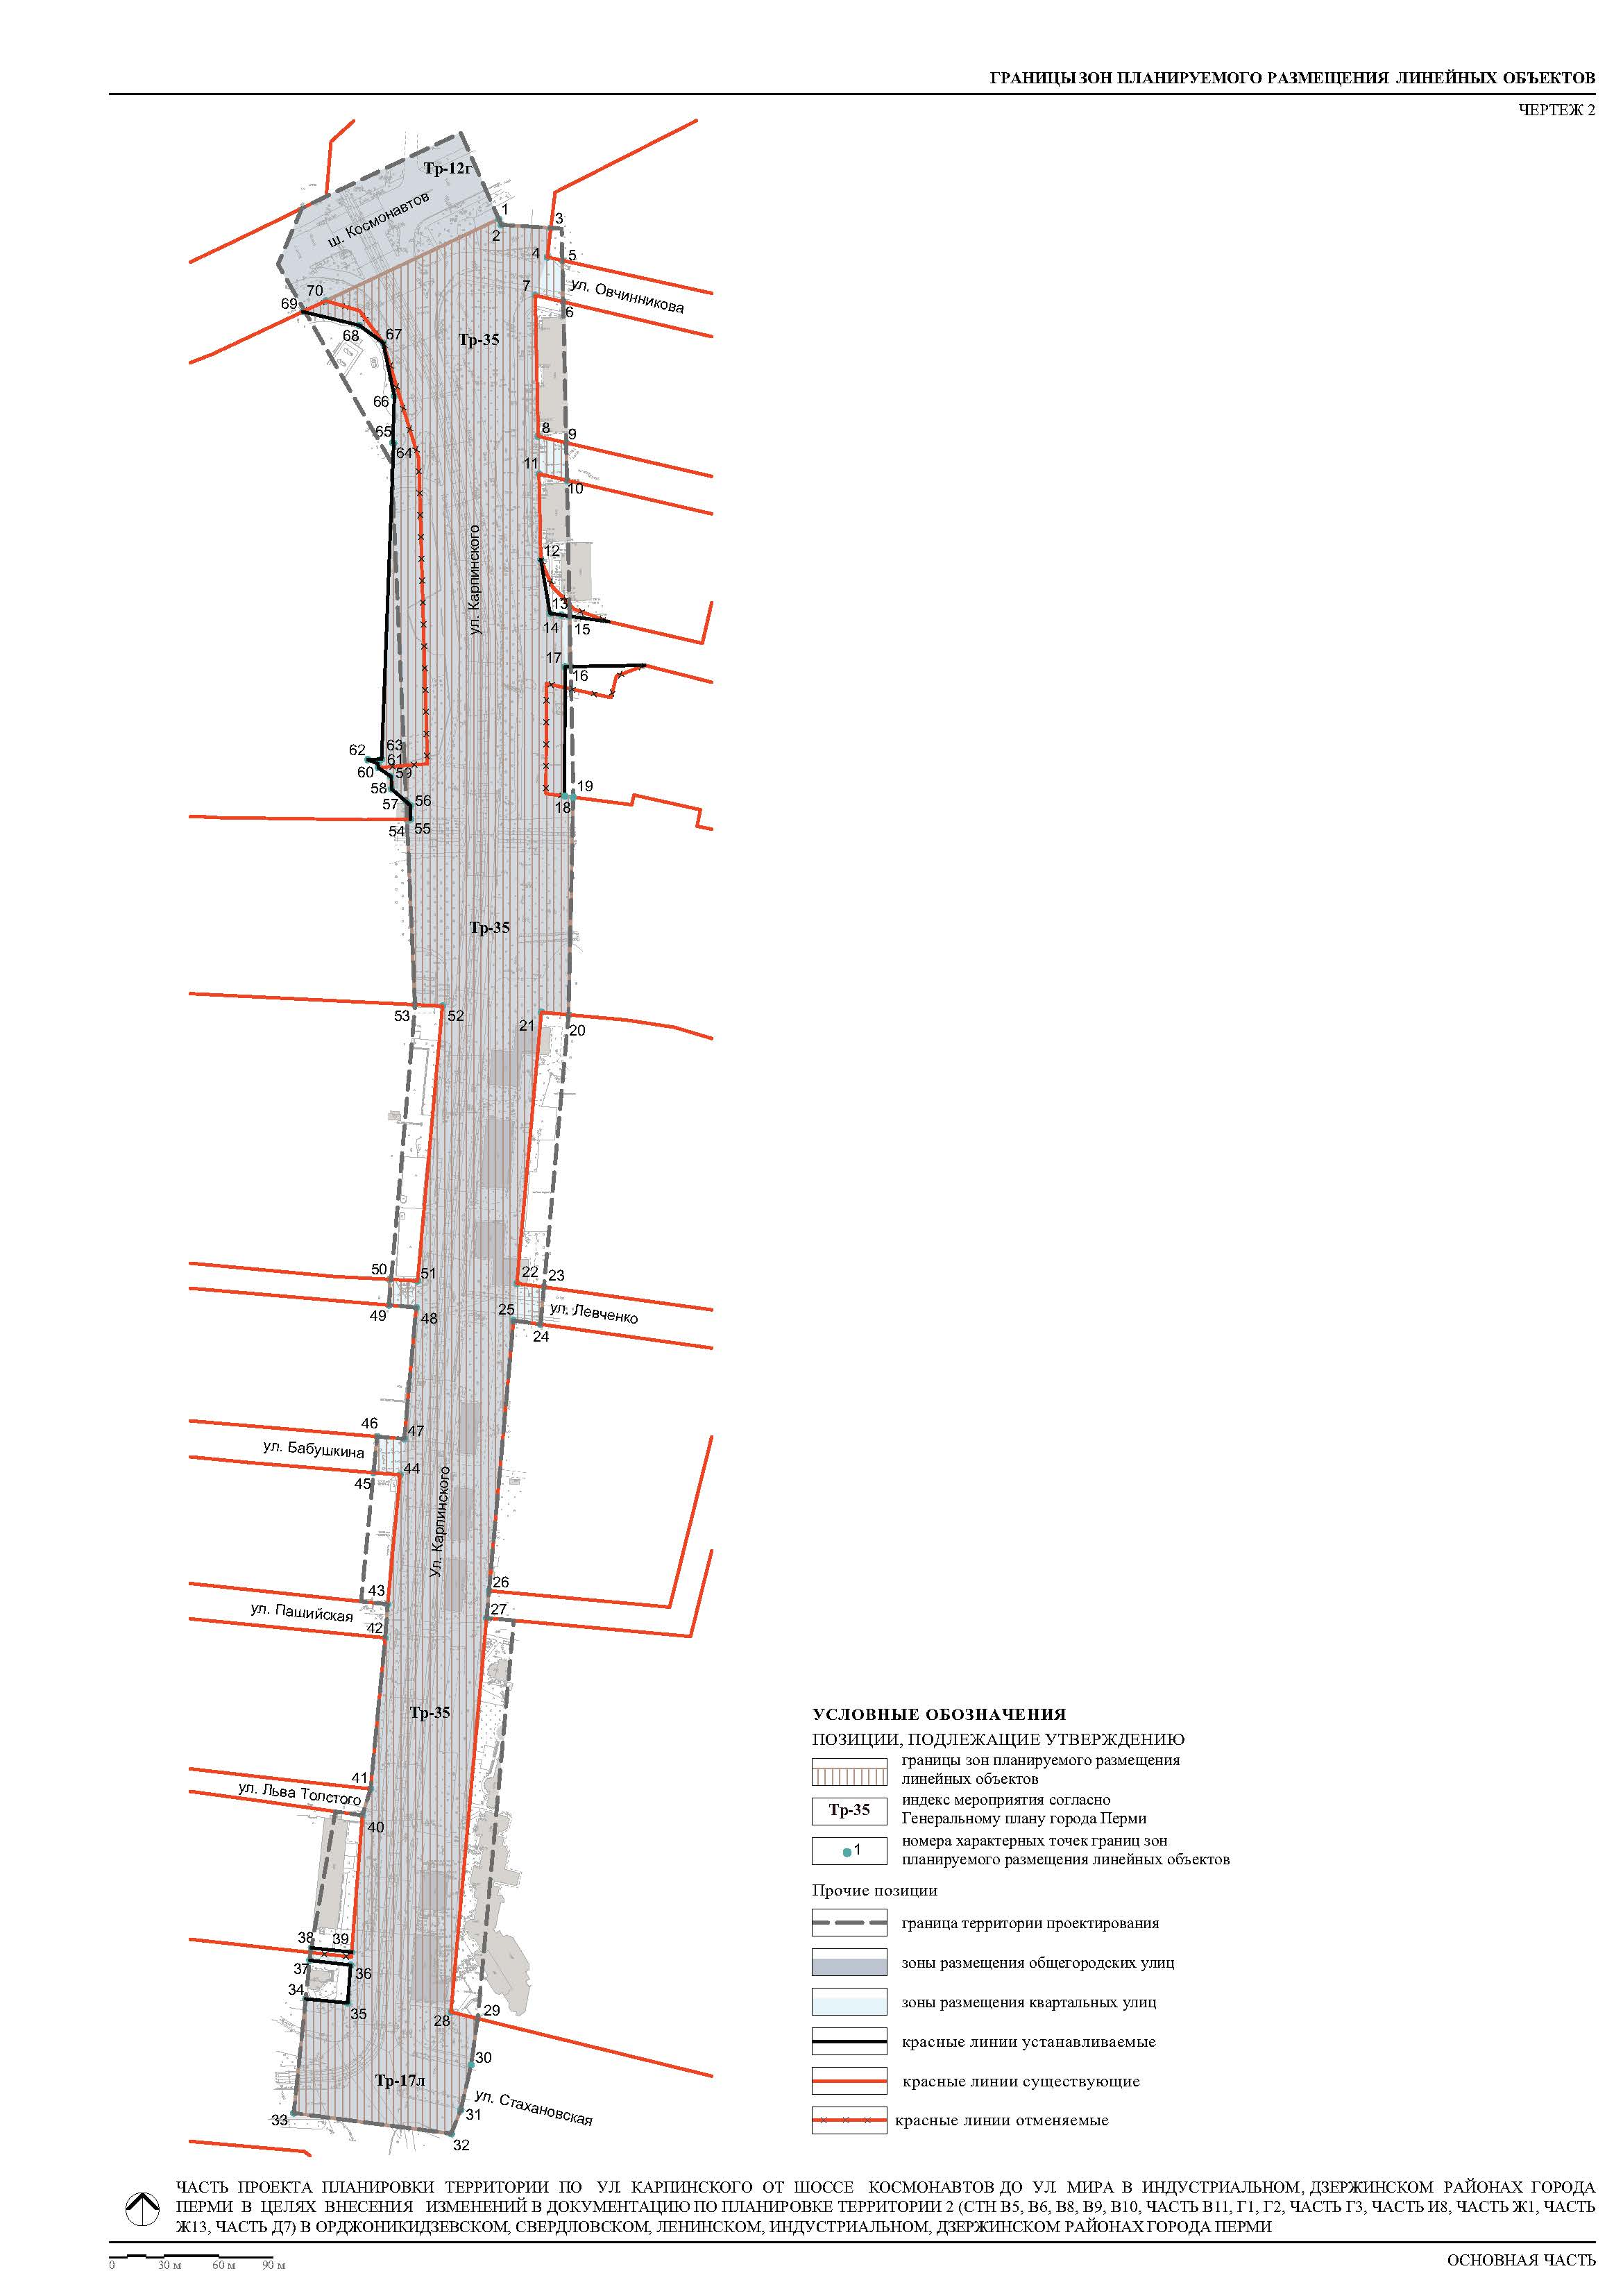 ГРАНИЦЫ ЗОН ПЛАНИРУЕМОГО РАЗМЕЩЕНИЯ ЛИНЕЙНЫХ ОБЪЕКТОВ
ЧЕРТЕЖ 2
Тр-12г
ш. Космонавтов
1
2
3
4
5
ул. Овчинникова
7
6
70
69
68
67
Тр-35
66
65
64
8
9
11
10
12
ул. Карпинского
13
14
15
17
16
62
63
61
60
59
58
57
56
19
18
54
55
Тр-35
53
52
21
20
50
51
22
23
49
48
25
ул. Левченко
24
46
47
ул. Бабушкина
44
45
Ул. Карпинского
43
26
ул. Пашийская
27
42
Тр-35
41
ул. Льва Толстого
40
38
39
37
36
34
35
28
29
30
Тр-17л
ул. Стахановская
33
31
32
УСЛОВНЫЕ ОБОЗНАЧЕНИЯ
ПОЗИЦИИ, ПОДЛЕЖАЩИЕ УТВЕРЖДЕНИЮ
границы зон планируемого размещения
линейных объектов
Тр-35
индекс мероприятия согласно
Генеральному плану города Перми
1
номера характерных точек границ зон
планируемого размещения линейных объектов
Прочие позиции
граница территории проектирования
зоны размещения общегородских улиц
зоны размещения квартальных улиц
красные линии устанавливаемые
красные линии существующие
красные линии отменяемые
ЧАСТЬ ПРОЕКТА ПЛАНИРОВКИ ТЕРРИТОРИИ ПО УЛ. КАРПИНСКОГО ОТ ШОССЕ КОСМОНАВТОВ ДО УЛ. МИРА В ИНДУСТРИАЛЬНОМ, ДЗЕРЖИНСКОМ РАЙОНАХ ГОРОДА
ПЕРМИ В ЦЕЛЯХ ВНЕСЕНИЯ ИЗМЕНЕНИЙ В ДОКУМЕНТАЦИЮ ПО ПЛАНИРОВКЕ ТЕРРИТОРИИ 2 (СТН В5, В6, В8, В9, В10, ЧАСТЬ В11, Г1, Г2, ЧАСТЬ Г3, ЧАСТЬ И8, ЧАСТЬ Ж1, ЧАСТЬ
Ж13, ЧАСТЬ Д7) В ОРДЖОНИКИДЗЕВСКОМ, СВЕРДЛОВСКОМ, ЛЕНИНСКОМ, ИНДУСТРИАЛЬНОМ, ДЗЕРЖИНСКОМ РАЙОНАХ ГОРОДА ПЕРМИ
0 30 м 60 м 90 м
ОСНОВНАЯ ЧАСТЬ